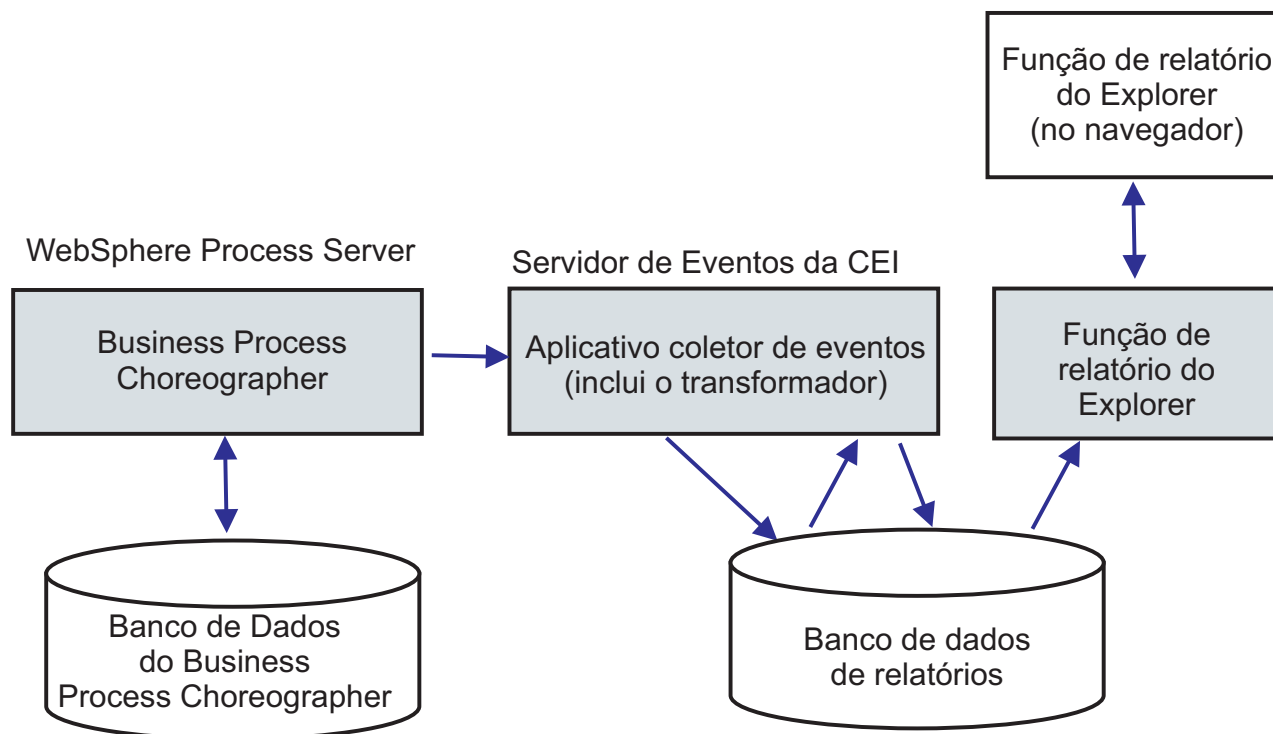 Função de relatório
do Explorer
(no navegador)
WebSphere Process Server
Servidor de Eventos da CEI
Business Process
Choreographer
Aplicativo coletor de eventos
(inclui o transformador)
Função de
relatório do
Explorer
Banco de Dados
do Business
Process Choreographer
Banco de dados
de relatórios